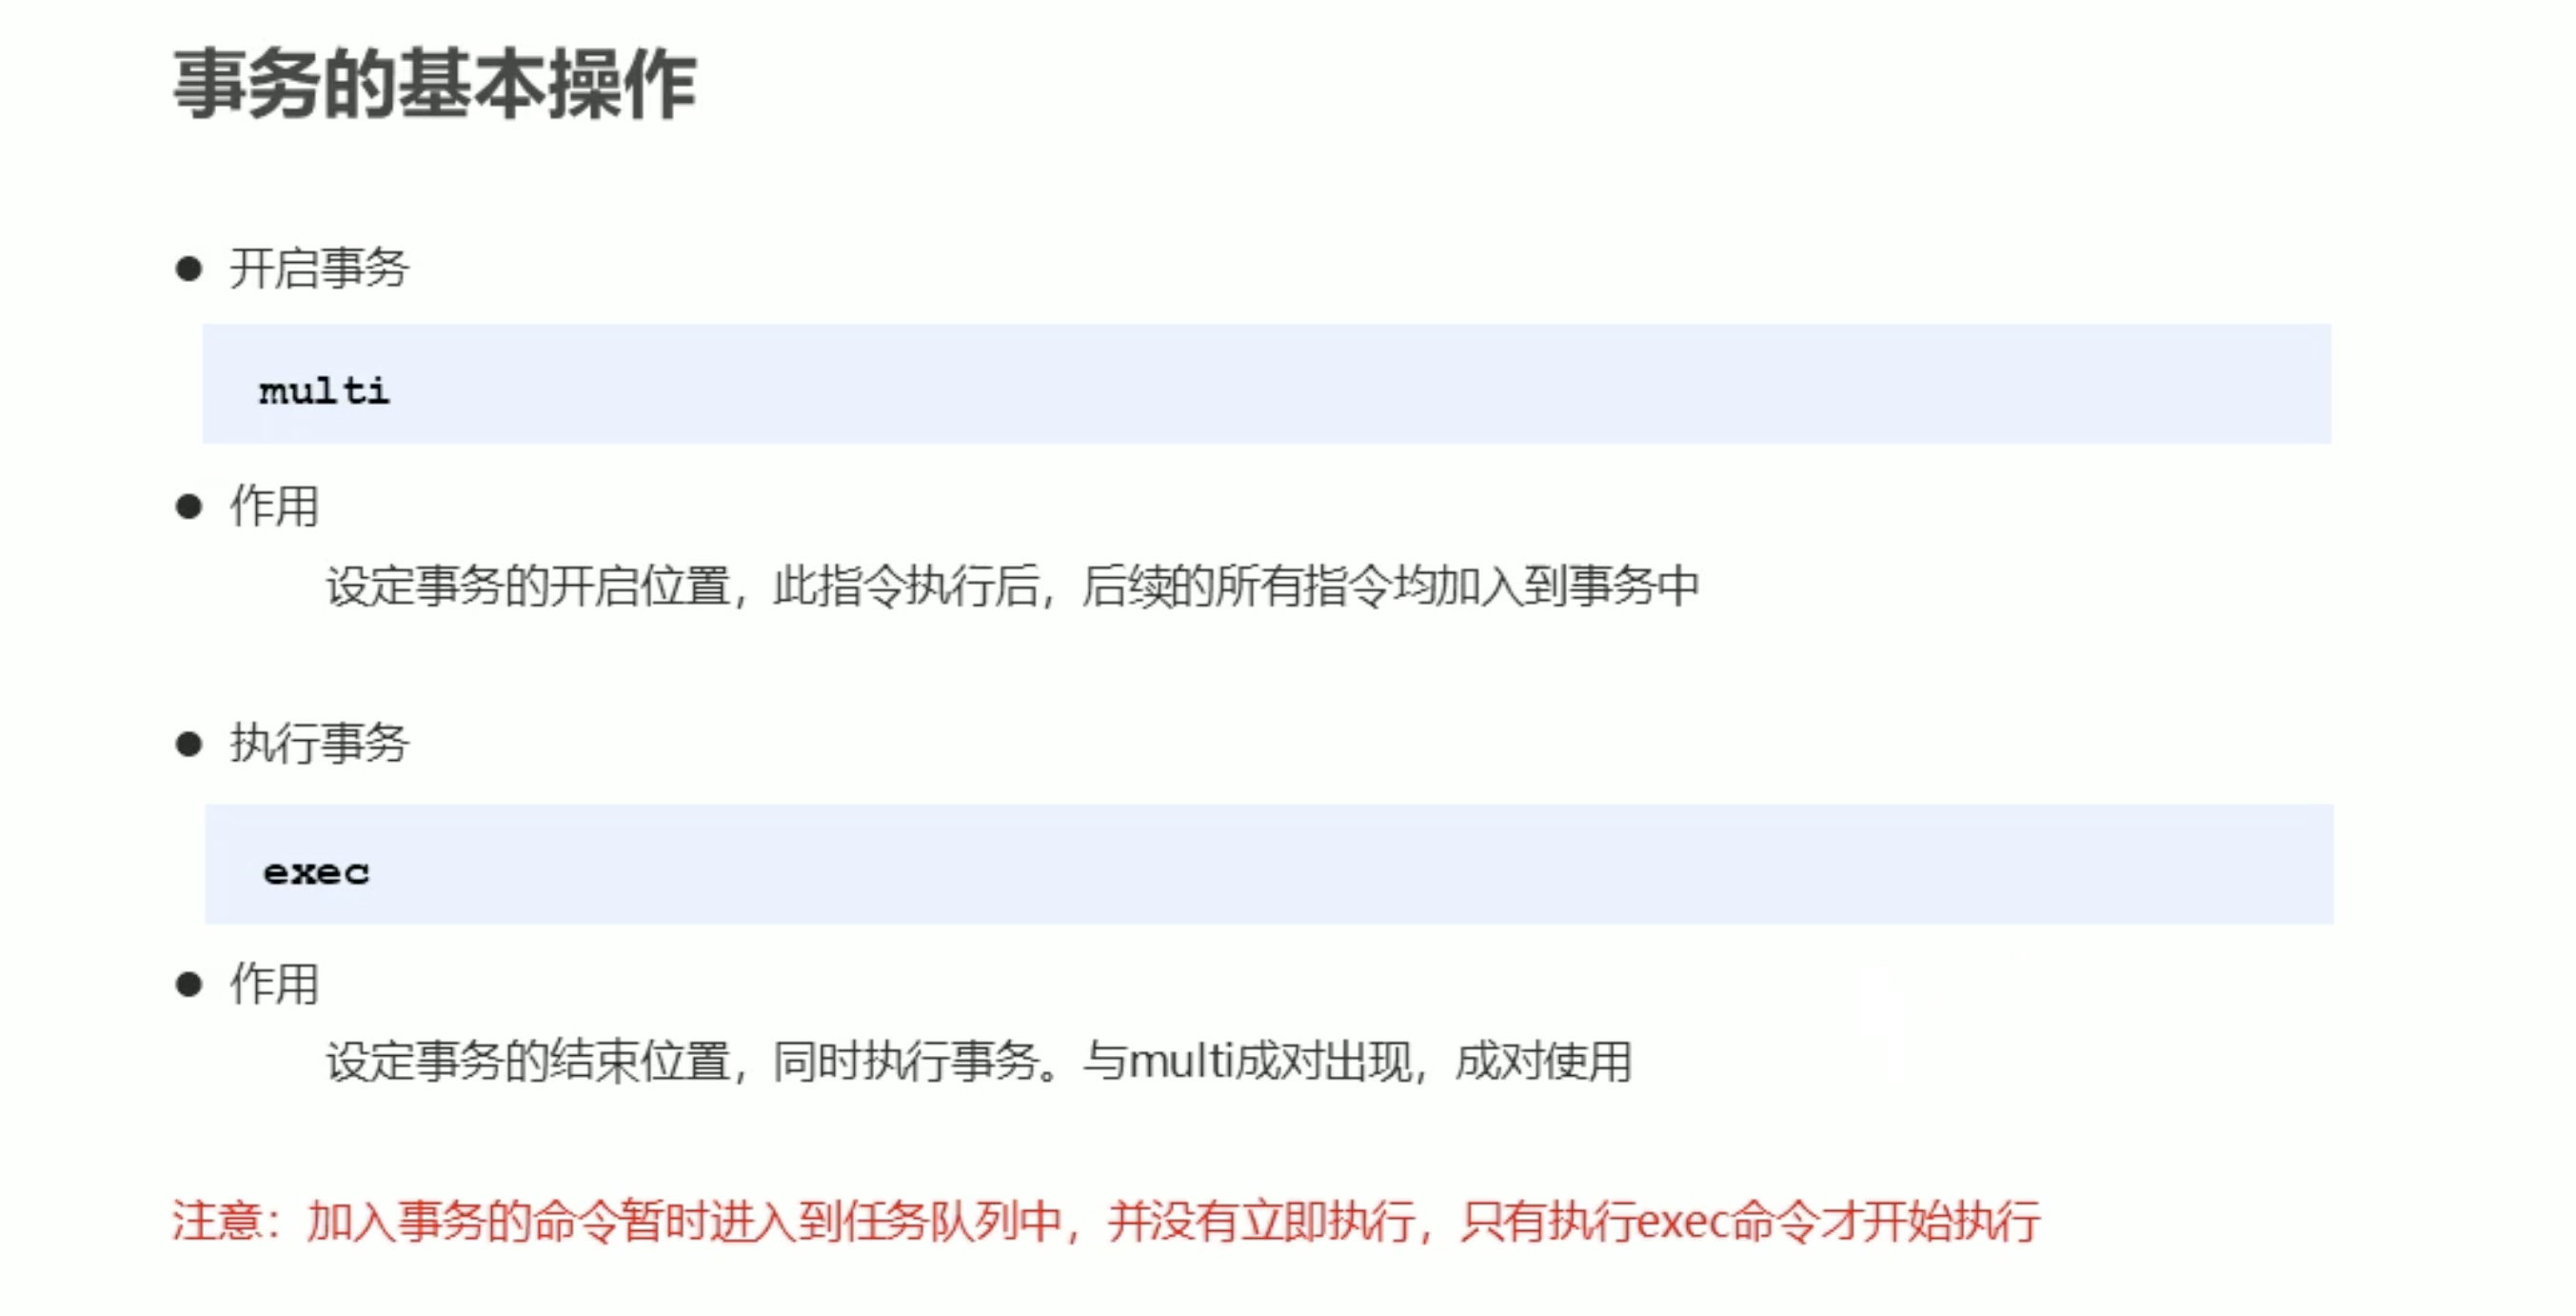 事务的基本操作
● 开启事务
multi
● 作用
设定事务的开启位置，此指令执行后，后续的所有指令均加入到事务中
● 执行事务
exec
● 作用
设定事务的结束位置，同时执行事务。与multi成对出现，成对使用
注意：加入事务的命令暂时进入到任务队列中，并没有立即执行，只有执行exec命令才开始执行